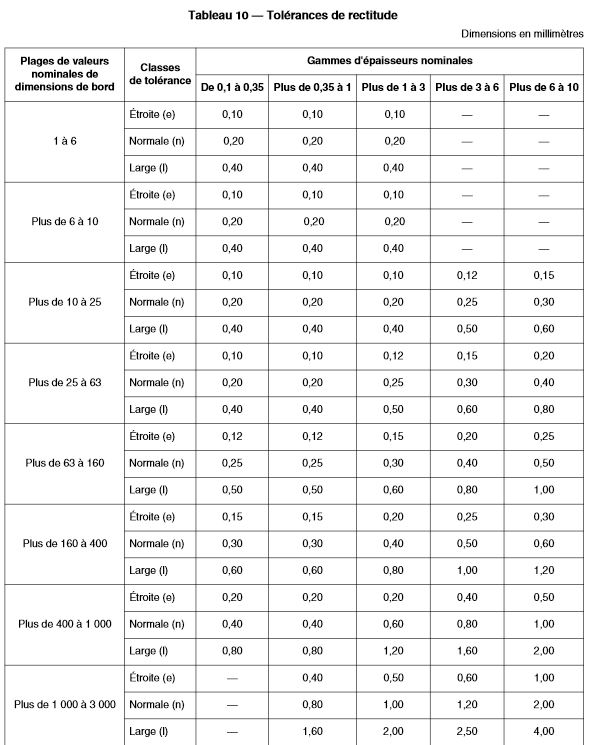 Tableau 10 — Tolérances de rectitude
Dimensions en millimètres
Plages de valeurs nominales de dimensions de bord Classes de tolérance Gammes d'épaisseurs nominales
De 0,1 à 0,35 Plus de 0,35 à 1 Plus de 1 à 3 Plus de 3 à 6 Plus de 6 à 10
1 à 6
Étroite (e) 0,10 0,10 0,10 — —
Normale (n) 0,20 0,20 0,20 — —
Large (l) 0,40 0,40 0,40 — —
Plus de 6 à 10
Étroite (e) 0,10 0,10 0,10 — —
Normale (n) 0,20 0,20 0,20 — —
Large (l) 0,40 0,40 0,40 — —
Plus de 10 à 25
Étroite (e) 0,10 0,10 0,10 0,12 0,15
Normale (n) 0,20 0,20 0,20 0,25 0,30
Large (l) 0,40 0,40 0,40 0,50 0,60
Plus de 25 à 63
Étroite (e) 0,10 0,10 0,12 0,15 0,20
Normale (n) 0,20 0,20 0,25 0,30 0,40
Large (l) 0,40 0,40 0,50 0,60 0,80
Plus de 63 à 160
Étroite (e) 0,12 0,12 0,15 0,20 0,25
Normale (n) 0,25 0,25 0,30 0,40 0,50
Large (l) 0,50 0,50 0,60 0,80 1,00
Plus de 160 à 400
Étroite (e) 0,15 0,15 0,20 0,25 0,30
Normale (n) 0,30 0,30 0,40 0,50 0,60
Large (l) 0,60 0,60 0,80 1,00 1,20
Plus de 400 à 1 000
Étroite (e) 0,20 0,20 0,20 0,40 0,50
Normale (n) 0,40 0,40 0,60 0,80 1,00
Large (l) 0,80 0,80 1,20 1,60 2,00
Plus de 1 000 à 3 000
Étroite (e) — 0,40 0,50 0,60 1,00
Normale (n) — 0,80 1,00 1,20 2,00
Large (l) — 1,60 2,00 2,50 4,00